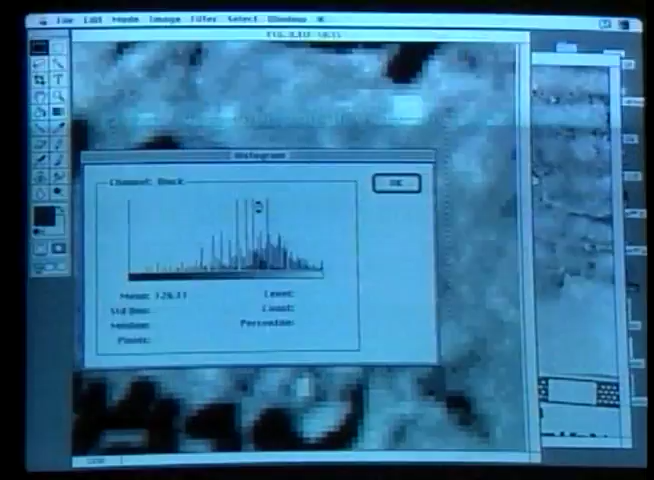 File Edit Mode Image Filter Select Window
Histogram
Channel: Black
OK
Mean:
Level:
Std Dev:
Count:
Median:
Percentile:
Pixels: